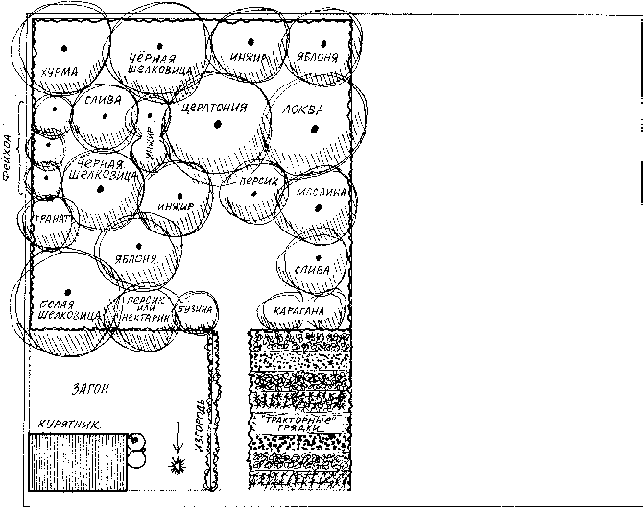 ХУРМА
ЧЁРНАЯ
ШЕЛКОВИЦА
ИНЖИР
ЯБЛОНЯ
СЛИВА
ИНЖИР
ЦЕРАТОНИЯ
ЛОКВА
ФЕЙХОА
ЧЁРНАЯ
ШЕЛКОВИЦА
ИНЖИР
ПЕРСИК
ГРАНАТ
ЯБЛОНЯ
СЛИВА
БЕЛАЯ
ШЕЛКОВИЦА
ПЕРСИК
ИЛИ
НЕКТАРИН
БУЗИНА
КАРАГАНА
ЗАГОН
КУРЯТНИК
ИЗГОРОДЬ
"ТРАКТОРНЫЕ"
ГРЯДКИ